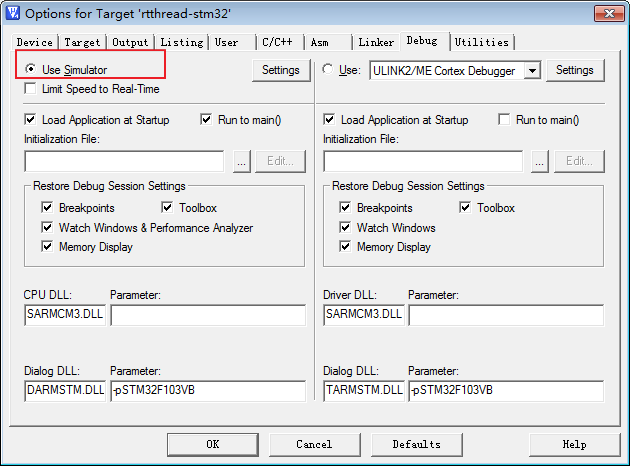 Options for Target 'rtthread-stm32'
Device Target Output Listing User C/C++ Asm Linker Debug Utilities
Use Simulator Settings
Limit Speed to Real-Time
Use: ULINK2/ME Cortex Debugger Settings
Load Application at Startup Run to main()
Initialization File:
... Edit...
Restore Debug Session Settings
Breakpoints Toolbox
Watch Windows & Performance Analyzer
Memory Display
Load Application at Startup Run to main()
Initialization File:
... Edit...
Restore Debug Session Settings
Breakpoints Toolbox
Watch Windows
Memory Display
CPU DLL: Parameter:
SARMCM3.DLL
Dialog DLL: Parameter:
DARMSTM.DLL -pSTM32F103VB
Driver DLL: Parameter:
SARMCM3.DLL
Dialog DLL: Parameter:
TARMSTM.DLL -pSTM32F103VB
OK Cancel Defaults Help